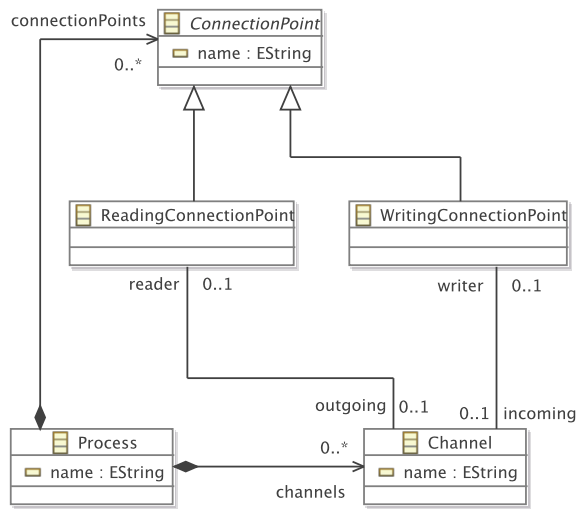 connectionPoints
ConnectionPoint
name : EString
0..*
ReadingConnectionPoint
WritingConnectionPoint
reader 0..1
writer 0..1
outgoing 0..1
0..1 incoming
Process
name : EString
0..*
channels
Channel
name : EString